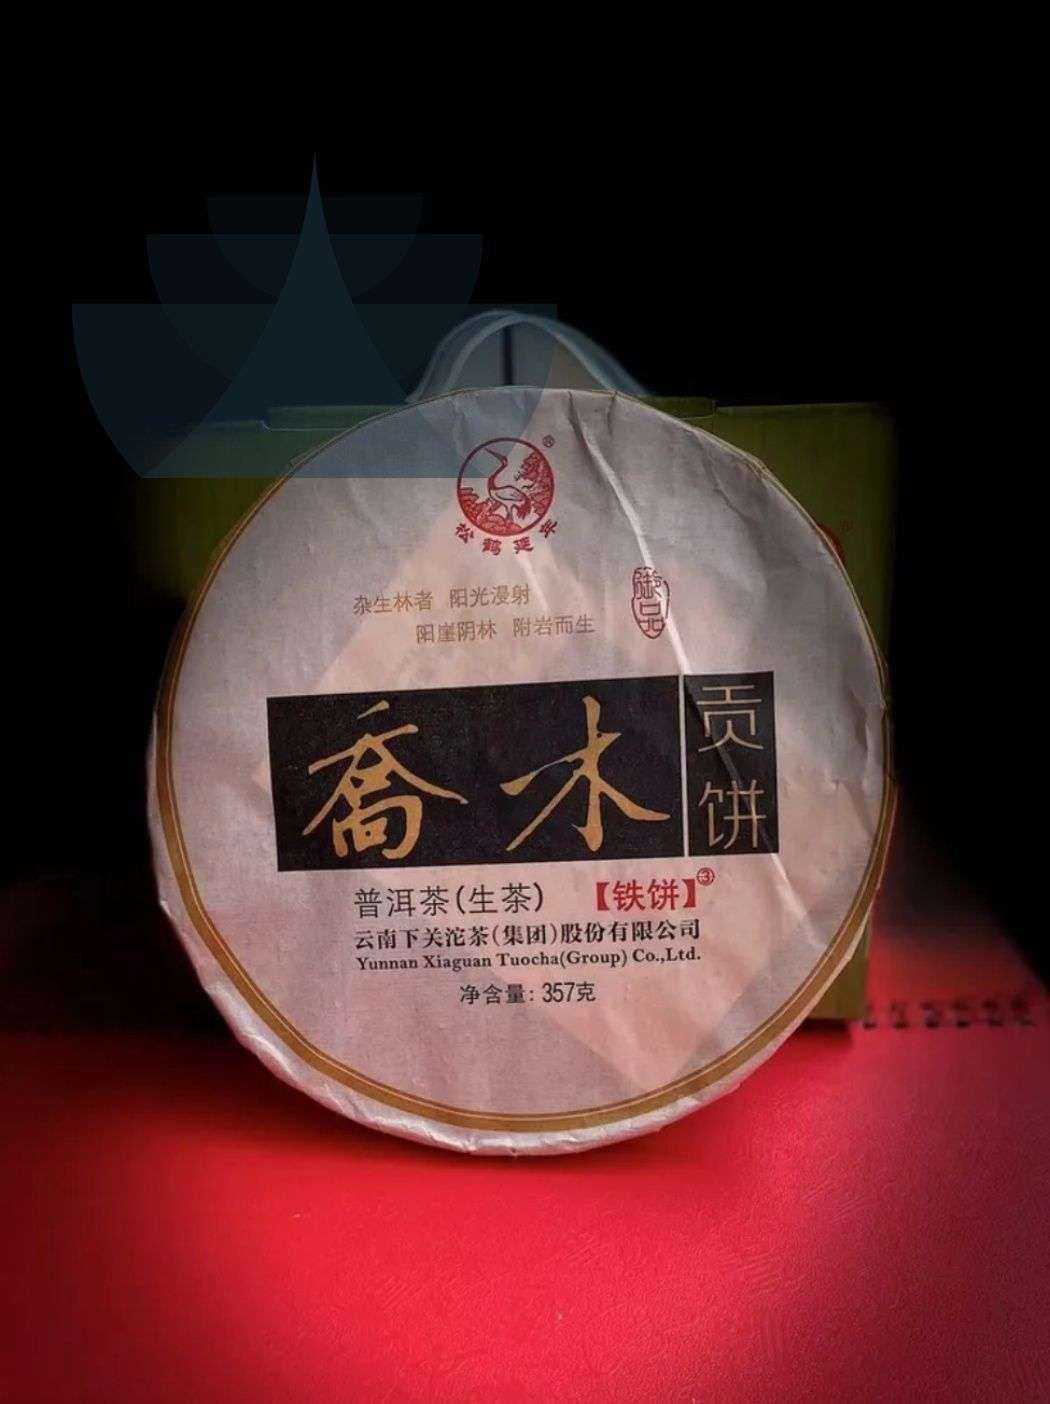 ®
松鹤延年
杂生林者 阳光漫射
阳崖阴林 附岩而生
御品
喬木
贡饼
普洱茶(生茶) 【铁饼】③
云南下关沱茶(集团)股份有限公司
Yunnan Xiaguan Tuocha(Group) Co.,Ltd.
净含量: 357克